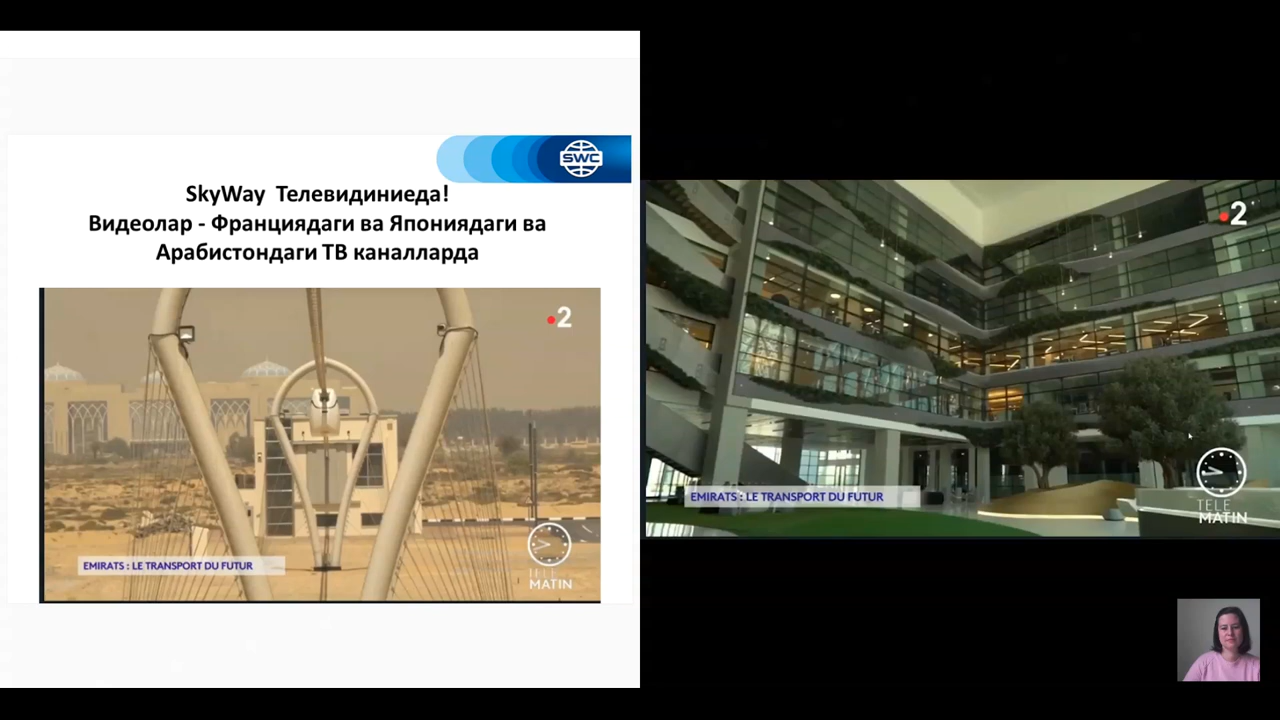 SWC
SkyWay Телевидиниеда!
Видеолар - Франциядаги ва Япониядаги ва
Арабистондаги ТВ каналларда
2
EMIRATS : LE TRANSPORT DU FUTUR
TELE
MATIN
2
EMIRATS : LE TRANSPORT DU FUTUR
TELE
MATIN